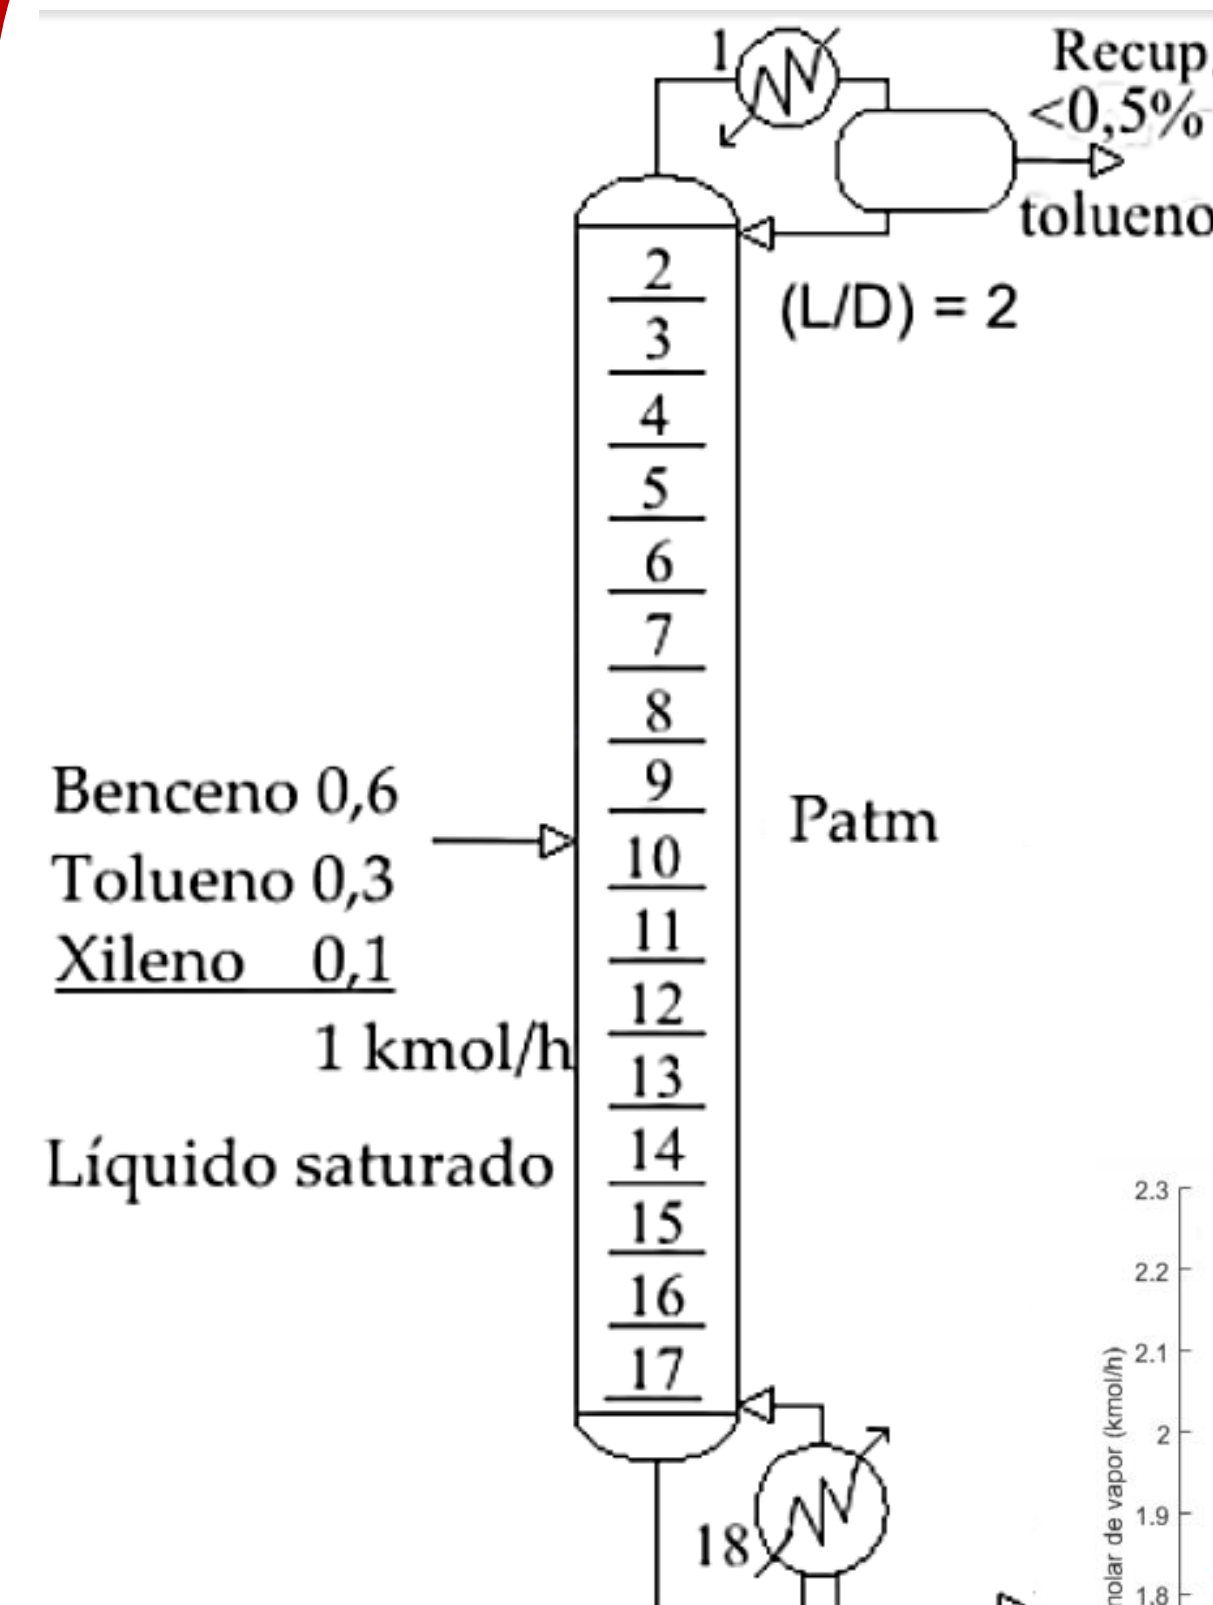 1
Recup
<0,5%
tolueno
(L/D) = 2
2
3
4
5
6
7
8
9
10
11
12
13
14
15
16
17
18
Benceno 0,6
Tolueno 0,3
Xileno 0,1
1 kmol/h
Líquido saturado
Patm
2.3
2.2
2.1
2
1.9
1.8
molar de vapor (kmol/h)